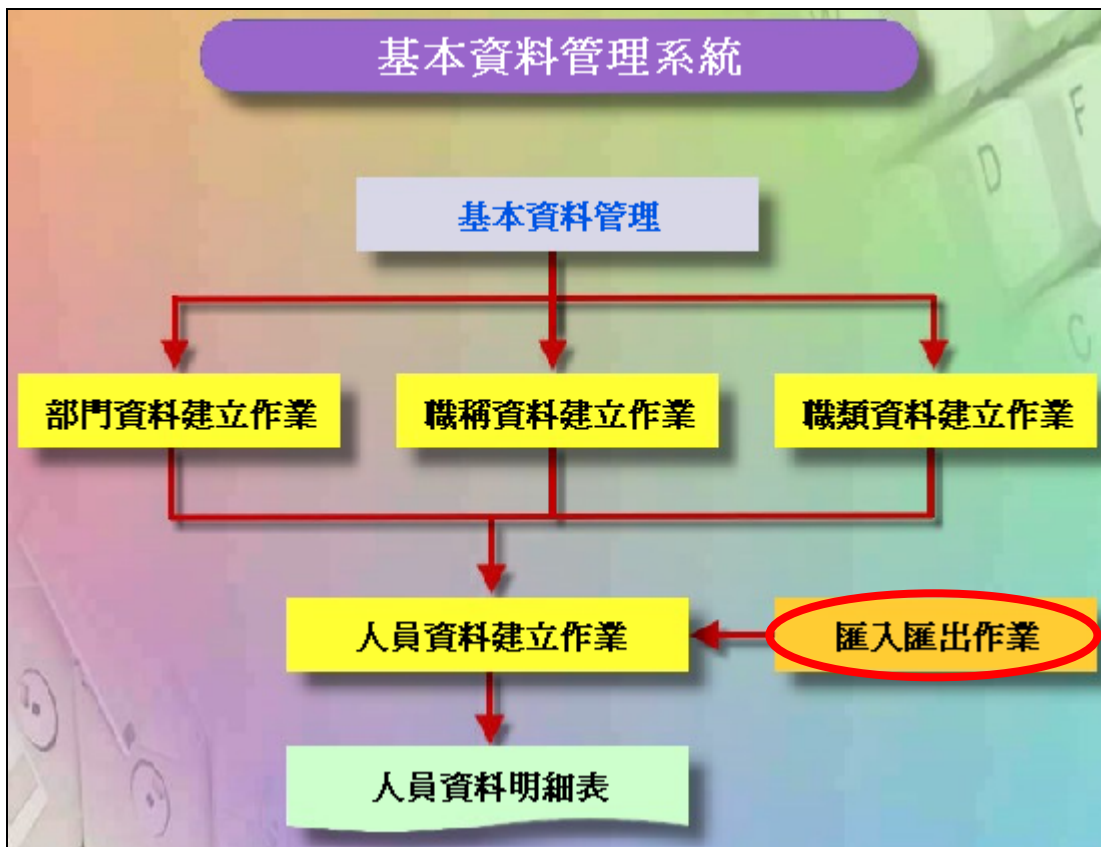 基本資料管理系統
基本資料管理
部門資料建立作業
職稱資料建立作業
職類資料建立作業
人員資料建立作業
匯入匯出作業
人員資料明細表
D
F
C